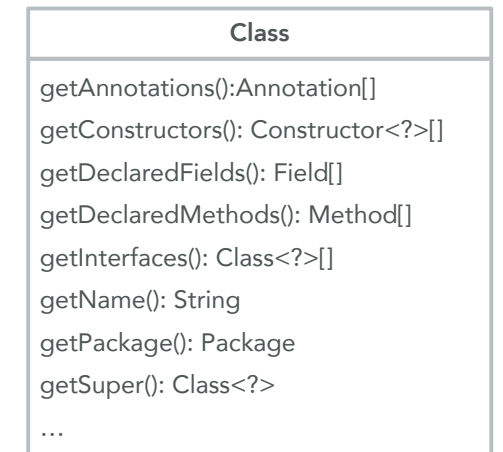 Class
getAnnotations():Annotation[]
getConstructors(): Constructor<?>[]
getDeclaredFields(): Field[]
getDeclaredMethods(): Method[]
getInterfaces(): Class<?>[]
getName(): String
getPackage(): Package
getSuper(): Class<?>
…